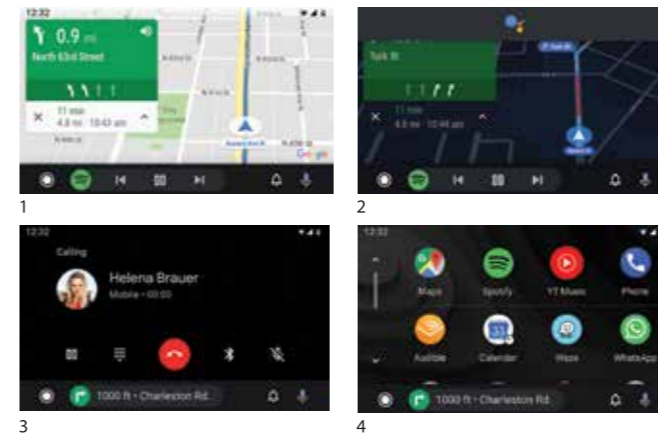 12:32
0.9 mi
North 63rd Street
11 min
4.8 mi · 10:43 am
Google
1
Turk St
11 min
4.8 mi · 10:44 am
2
12:32
Calling
Helena Brauer
Mobile • 00:00
1000 ft • Charleston Rd.
3
12:32
Maps
Spotify
YT Music
Phone
31
Audible
Calendar
Waze
WhatsApp
1000 ft • Charleston Rd.
4